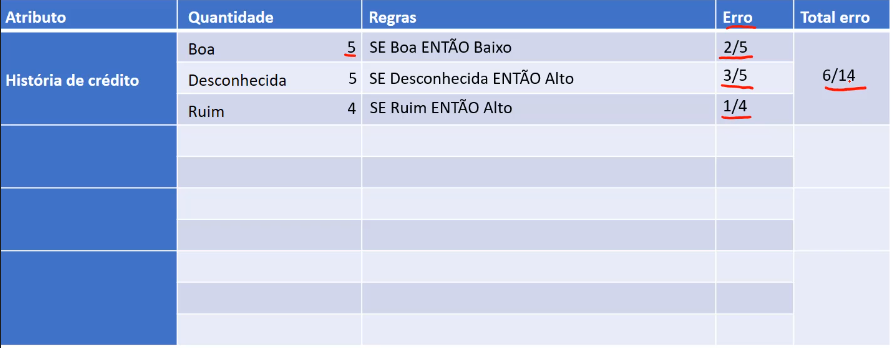 Atributo Quantidade Regras Erro Total erro
História de crédito
Boa 5 SE Boa ENTÃO Baixo 2/5
Desconhecida 5 SE Desconhecida ENTÃO Alto 3/5
Ruim 4 SE Ruim ENTÃO Alto 1/4
6/14